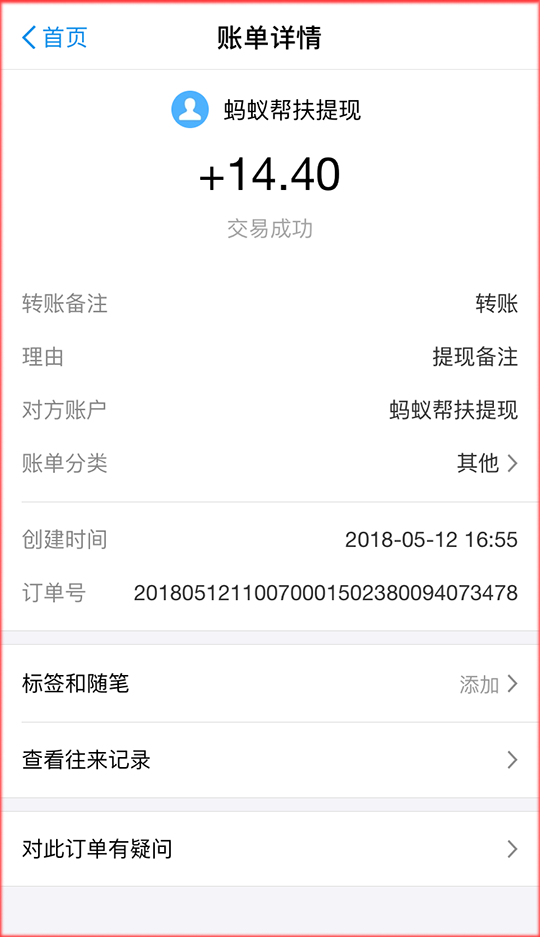 首页 账单详情
蚂蚁帮扶提现
+14.40
交易成功
转账备注 转账
理由 提现备注
对方账户 蚂蚁帮扶提现
账单分类 其他
创建时间 2018-05-12 16:55
订单号 20180512110070001502380094073478
标签和随笔 添加
查看往来记录
对此订单有疑问